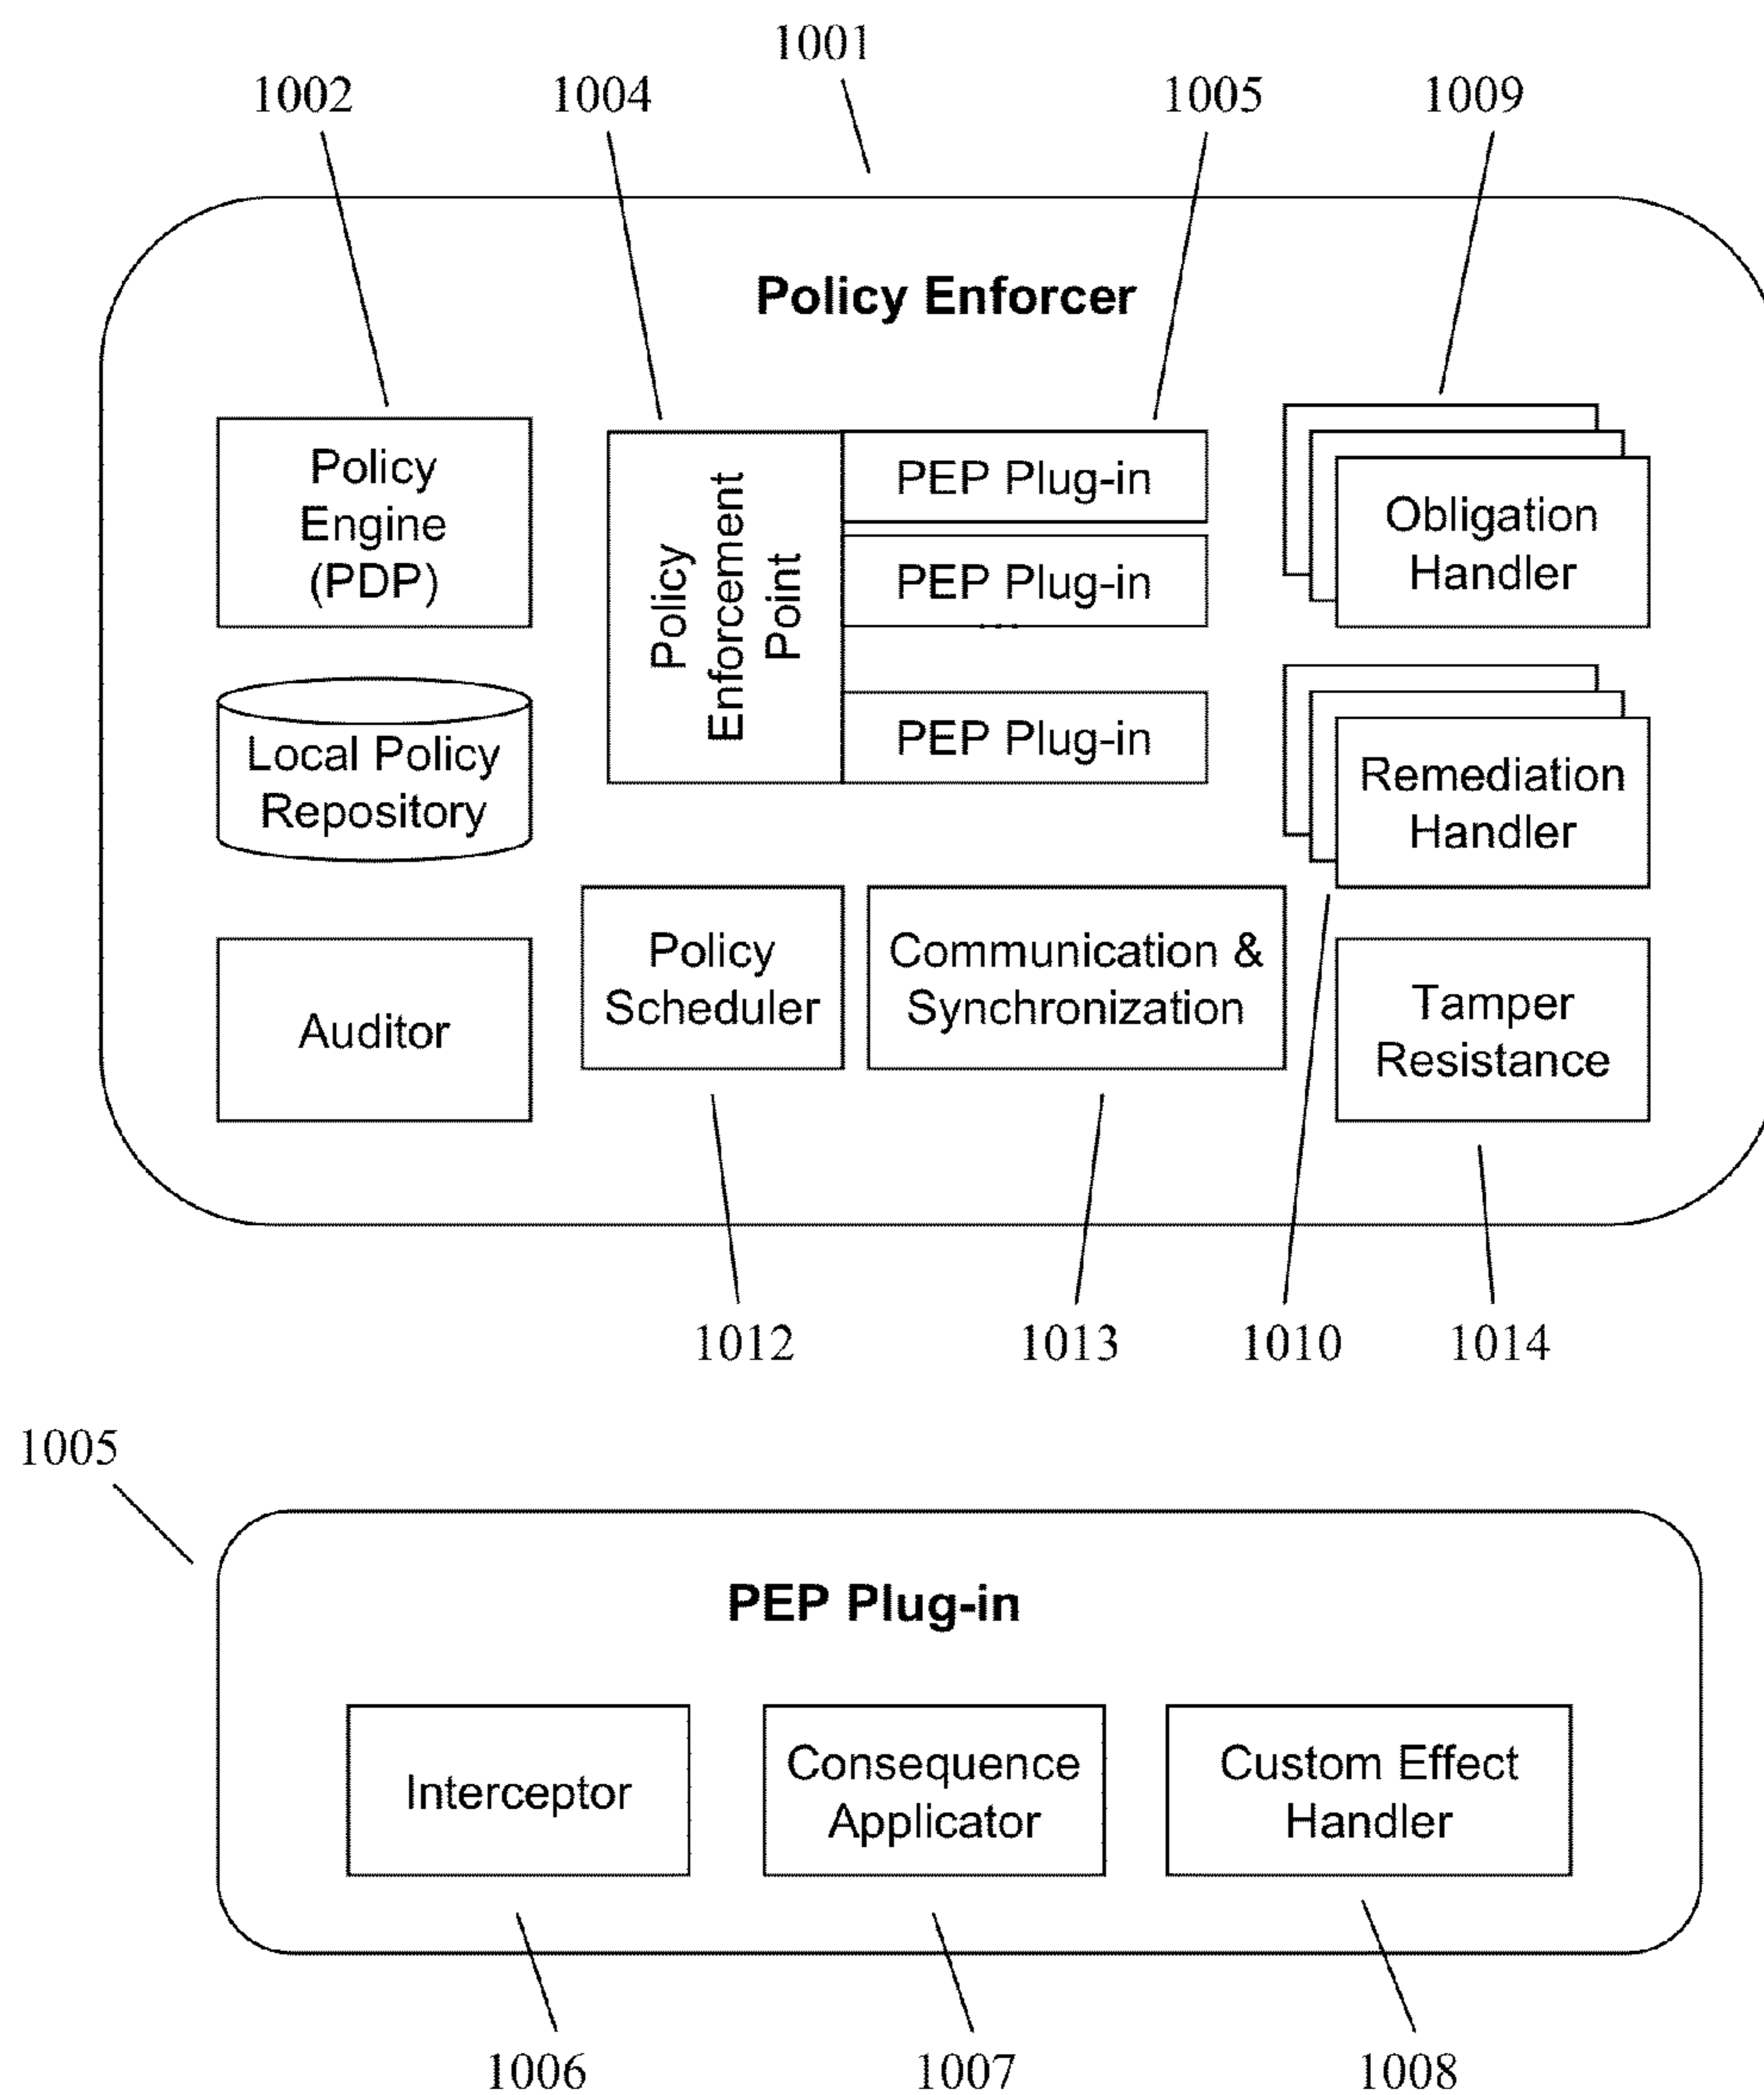 1001
1002
1004
1005
1009
Policy Enforcer
Policy
Engine
(PDP)
Policy
Enforcement
Point
PEP Plug-in
PEP Plug-in
...
PEP Plug-in
Obligation
Handler
Local Policy
Repository
Remediation
Handler
Auditor
Policy
Scheduler
Communication &
Synchronization
Tamper
Resistance
1012
1013
1010
1014
1005
PEP Plug-in
Interceptor
Consequence
Applicator
Custom Effect
Handler
1006
1007
1008